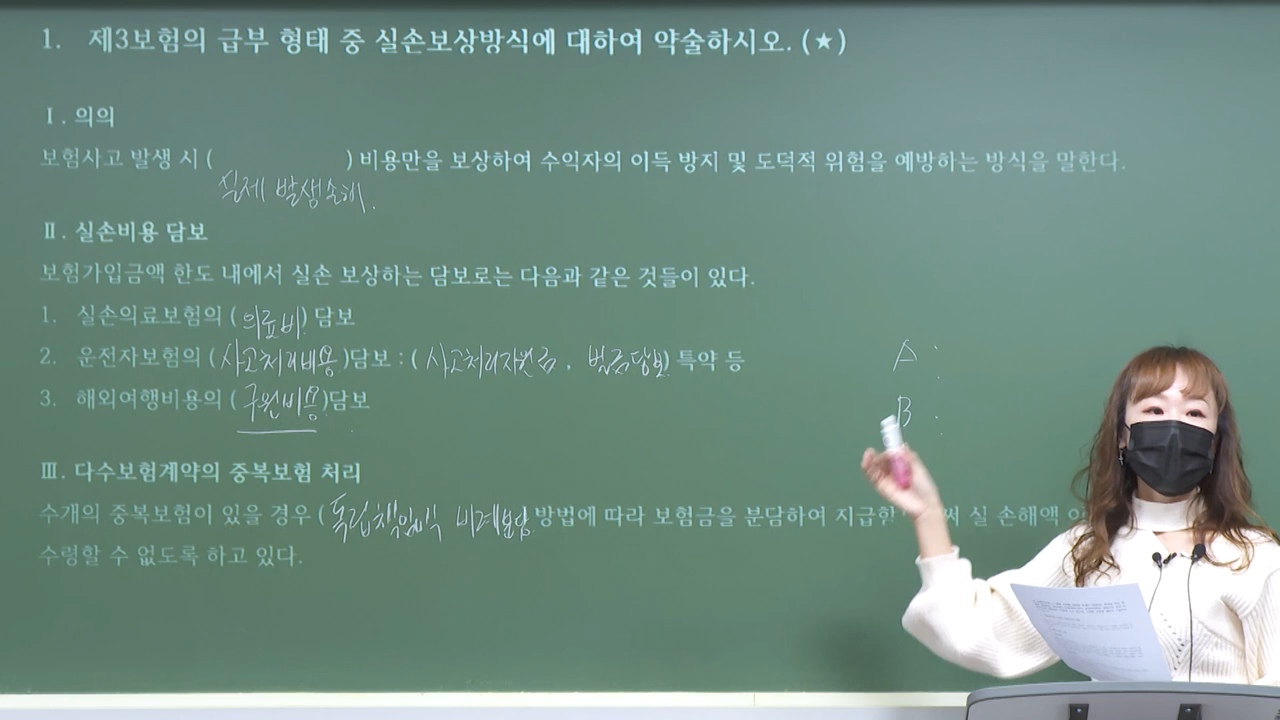 1. 제3보험의 급부 형태 중 실손보상방식에 대하여 약술하시오. (★)
Ⅰ. 의의
보험사고 발생 시 ( ) 비용만을 보상하여 수익자의 이득 방지 및 도덕적 위험을 예방하는 방식을 말한다.
실제 발생손해.
Ⅱ. 실손비용 담보
보험가입금액 한도 내에서 실손 보상하는 담보로는 다음과 같은 것들이 있다.
1. 실손의료보험의 (의료비) 담보
2. 운전자보험의 (사고처리비용)담보 : (사고처리지원금, 벌금담보) 특약 등
3. 해외여행비용의 (구원비용)담보
A :
B :
Ⅲ. 다수보험계약의 중복보험 처리
수개의 중복보험이 있을 경우 (독립책임액 비례분담 방법에 따라 보험금을 분담하여 지급함 실 손해액
수령할 수 없도록 하고 있다.